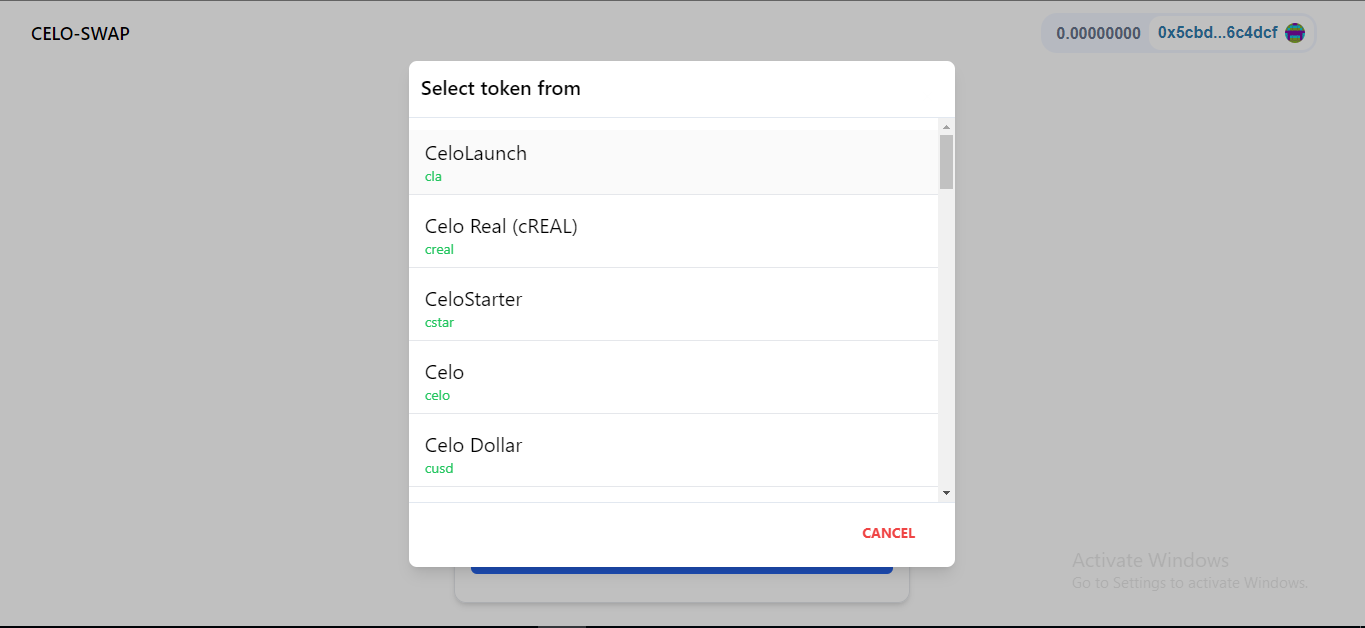 CELO-SWAP
0.00000000 0x5cbd...6c4dcf
Select token from
CeloLaunch
cla
Celo Real (cREAL)
creal
CeloStarter
cstar
Celo
celo
Celo Dollar
cusd
CANCEL
Activate Windows
Go to Settings to activate Windows.